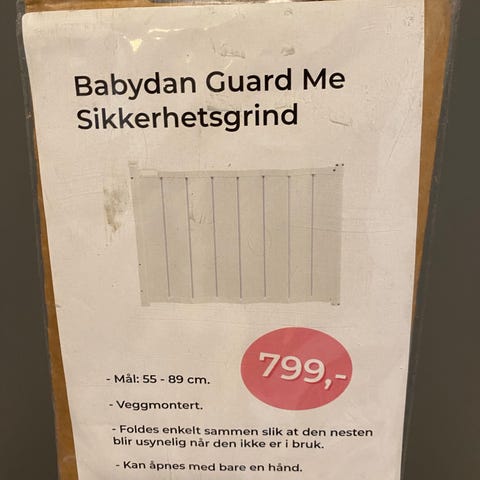 Babydan Guard Me
Sikkerhetsgrind
799,-
- Mål: 55 - 89 cm.
- Veggmontert.
- Foldes enkelt sammen slik at den nesten
blir usynelig når den ikke er i bruk.
- Kan åpnes med bare en hånd.